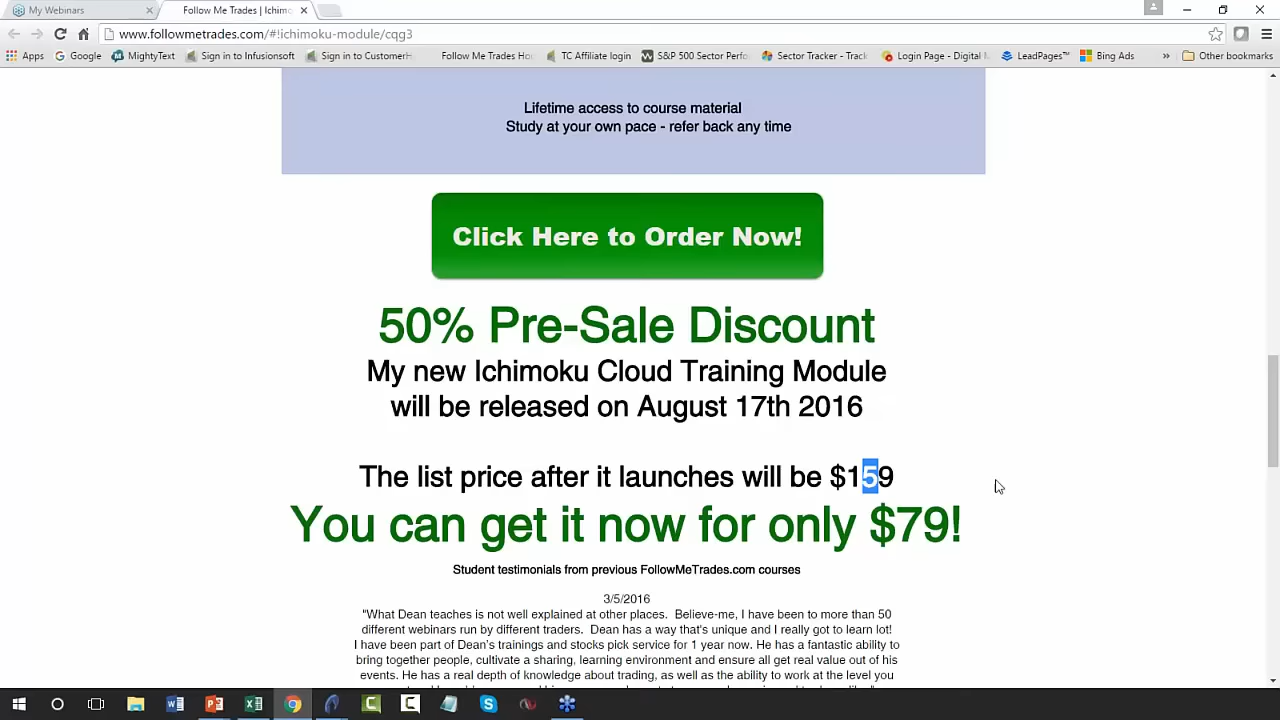 My Webinars
Follow Me Trades | Ichimo
www.followmetrades.com/#!ichimoku-module/cqg3
Apps
Google
MightyText
Sign in to Infusionsoft
Sign in to CustomerH
Follow Me Trades Ho
TC Affiliate login
S&P 500 Sector Perfo
Sector Tracker - Track
Login Page - Digital M
LeadPages™
Bing Ads
»
Other bookmarks
Lifetime access to course material
Study at your own pace - refer back any time
Click Here to Order Now!
50% Pre-Sale Discount
My new Ichimoku Cloud Training Module
will be released on August 17th 2016
The list price after it launches will be $159
You can get it now for only $79!
Student testimonials from previous FollowMeTrades.com courses
3/5/2016
"What Dean teaches is not well explained at other places. Believe-me, I have been to more than 50
different webinars run by different traders. Dean has a way that's unique and I really got to learn lot!
I have been part of Dean's trainings and stocks pick service for 1 year now. He has a fantastic ability to
bring together people, cultivate a sharing, learning environment and ensure all get real value out of his
events. He has a real depth of knowledge about trading, as well as the ability to work at the level you